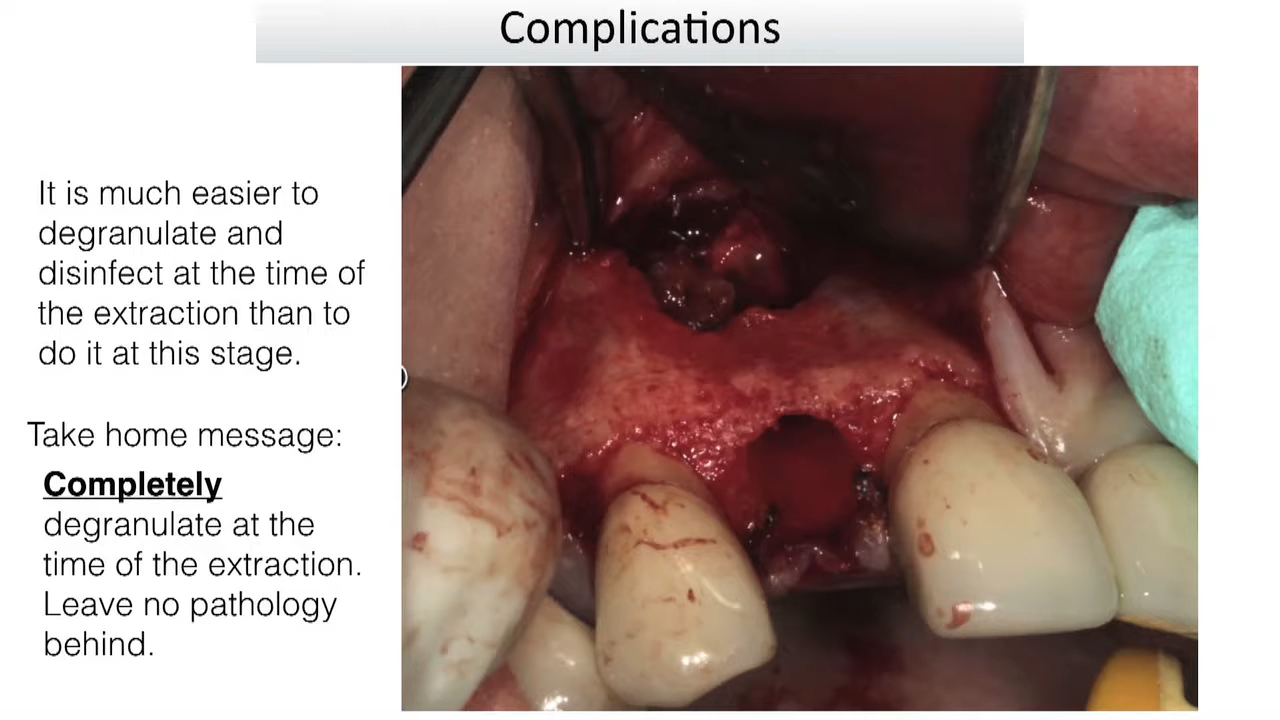 Complications
It is much easier to
degranulate and
disinfect at the time of
the extraction than to
do it at this stage.
Take home message:
Completely
degranulate at the
time of the extraction.
Leave no pathology
behind.